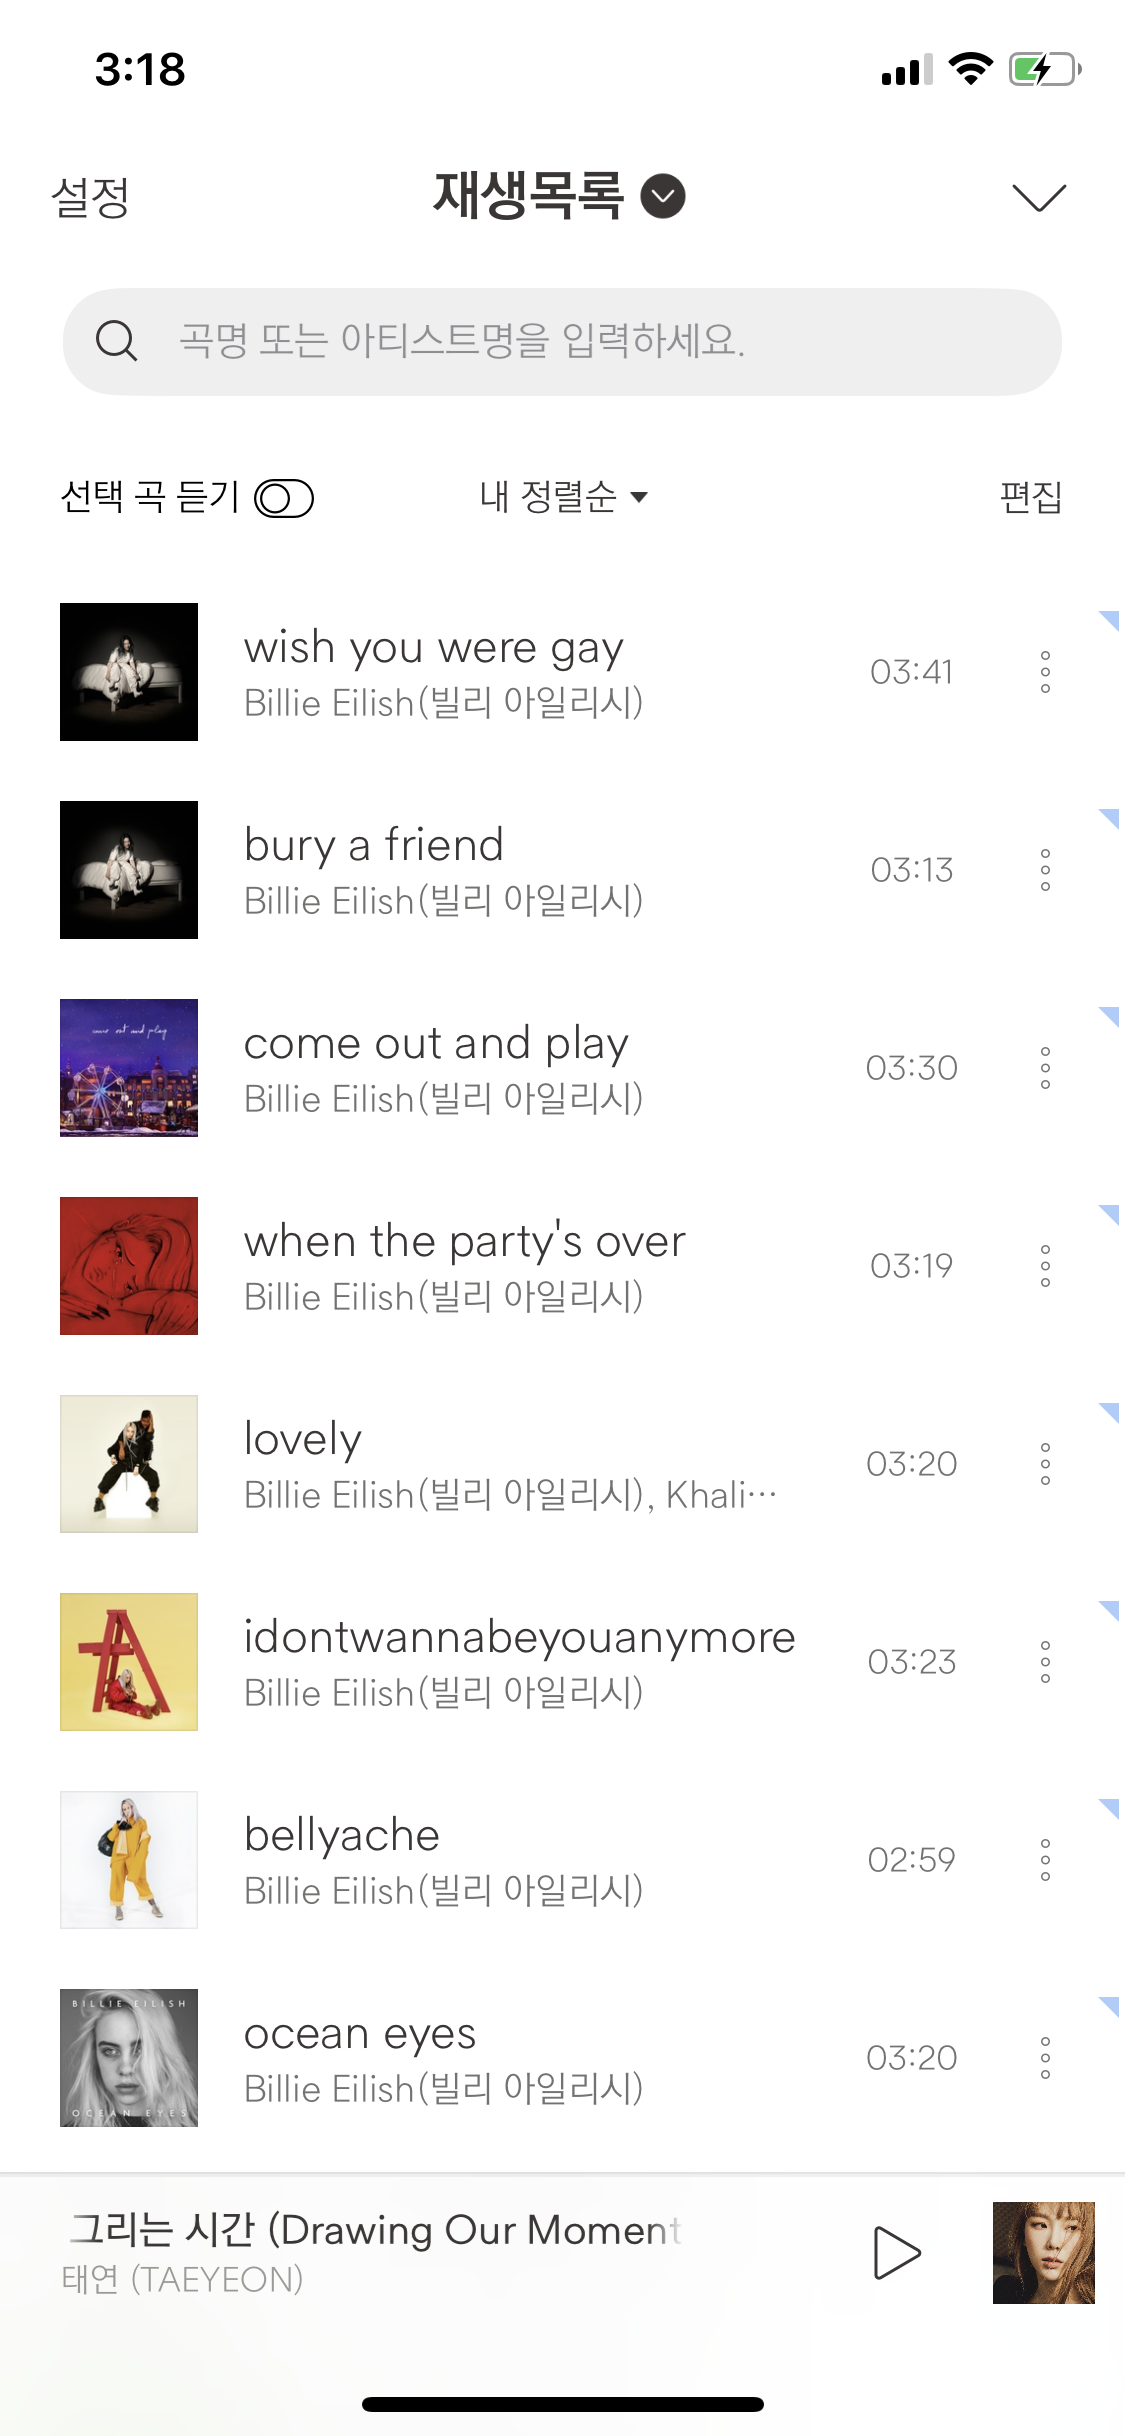 3:18
설정
재생목록
곡명 또는 아티스트명을 입력하세요.
선택 곡 듣기
내 정렬순
편집
wish you were gay
Billie Eilish(빌리 아일리시)
03:41
bury a friend
Billie Eilish(빌리 아일리시)
03:13
come out and play
come out and play
Billie Eilish(빌리 아일리시)
03:30
when the party's over
Billie Eilish(빌리 아일리시)
03:19
lovely
Billie Eilish(빌리 아일리시), Khali…
03:20
idontwannabeyouanymore
Billie Eilish(빌리 아일리시)
03:23
bellyache
Billie Eilish(빌리 아일리시)
02:59
BILLIE EILISH
OCEAN EYES
ocean eyes
Billie Eilish(빌리 아일리시)
03:20
그리는 시간 (Drawing Our Moment
태연 (TAEYEON)